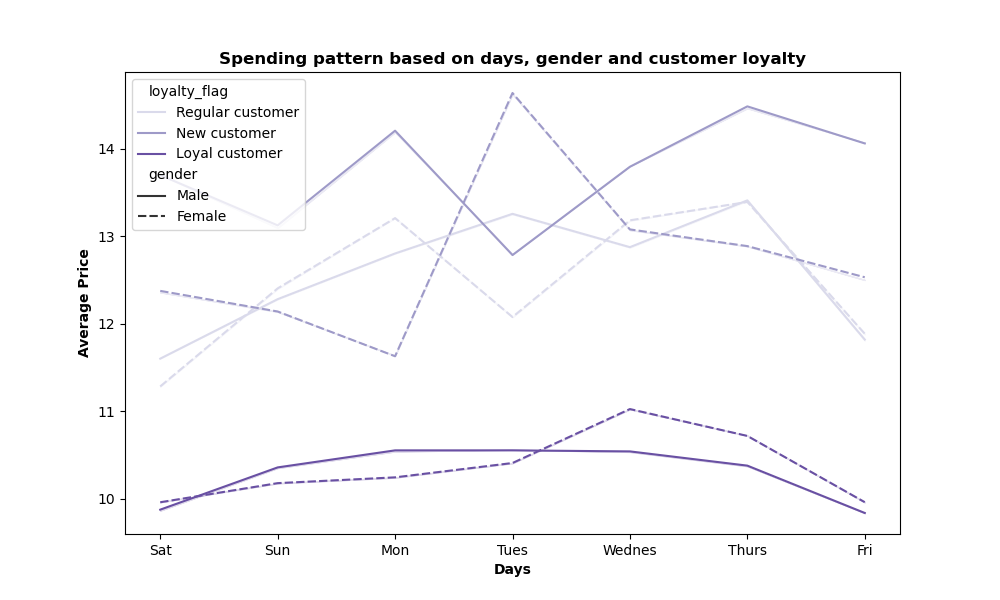 Spending pattern based on days, gender and customer loyalty
loyalty_flag
Regular customer
New customer
Loyal customer
gender
Male
Female
14
13
12
11
10
Average Price
Sat Sun Mon Tues Wednes Thurs Fri
Days